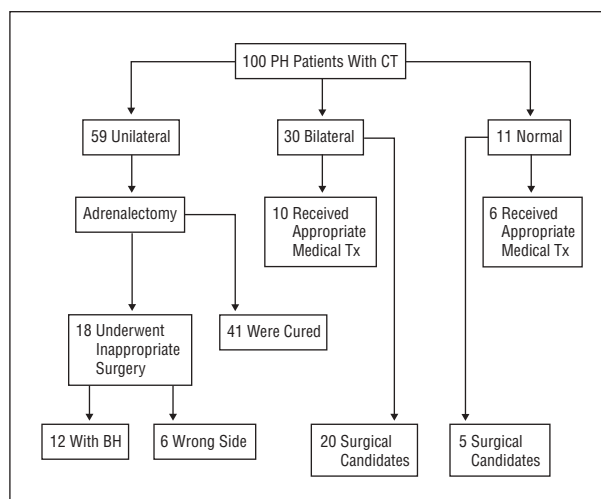 100 PH Patients With CT
59 Unilateral
30 Bilateral
11 Normal
Adrenalectomy
10 Received
Appropriate
Medical Tx
6 Received
Appropriate
Medical Tx
18 Underwent
Inappropriate
Surgery
41 Were Cured
12 With BH
6 Wrong Side
20 Surgical
Candidates
5 Surgical
Candidates